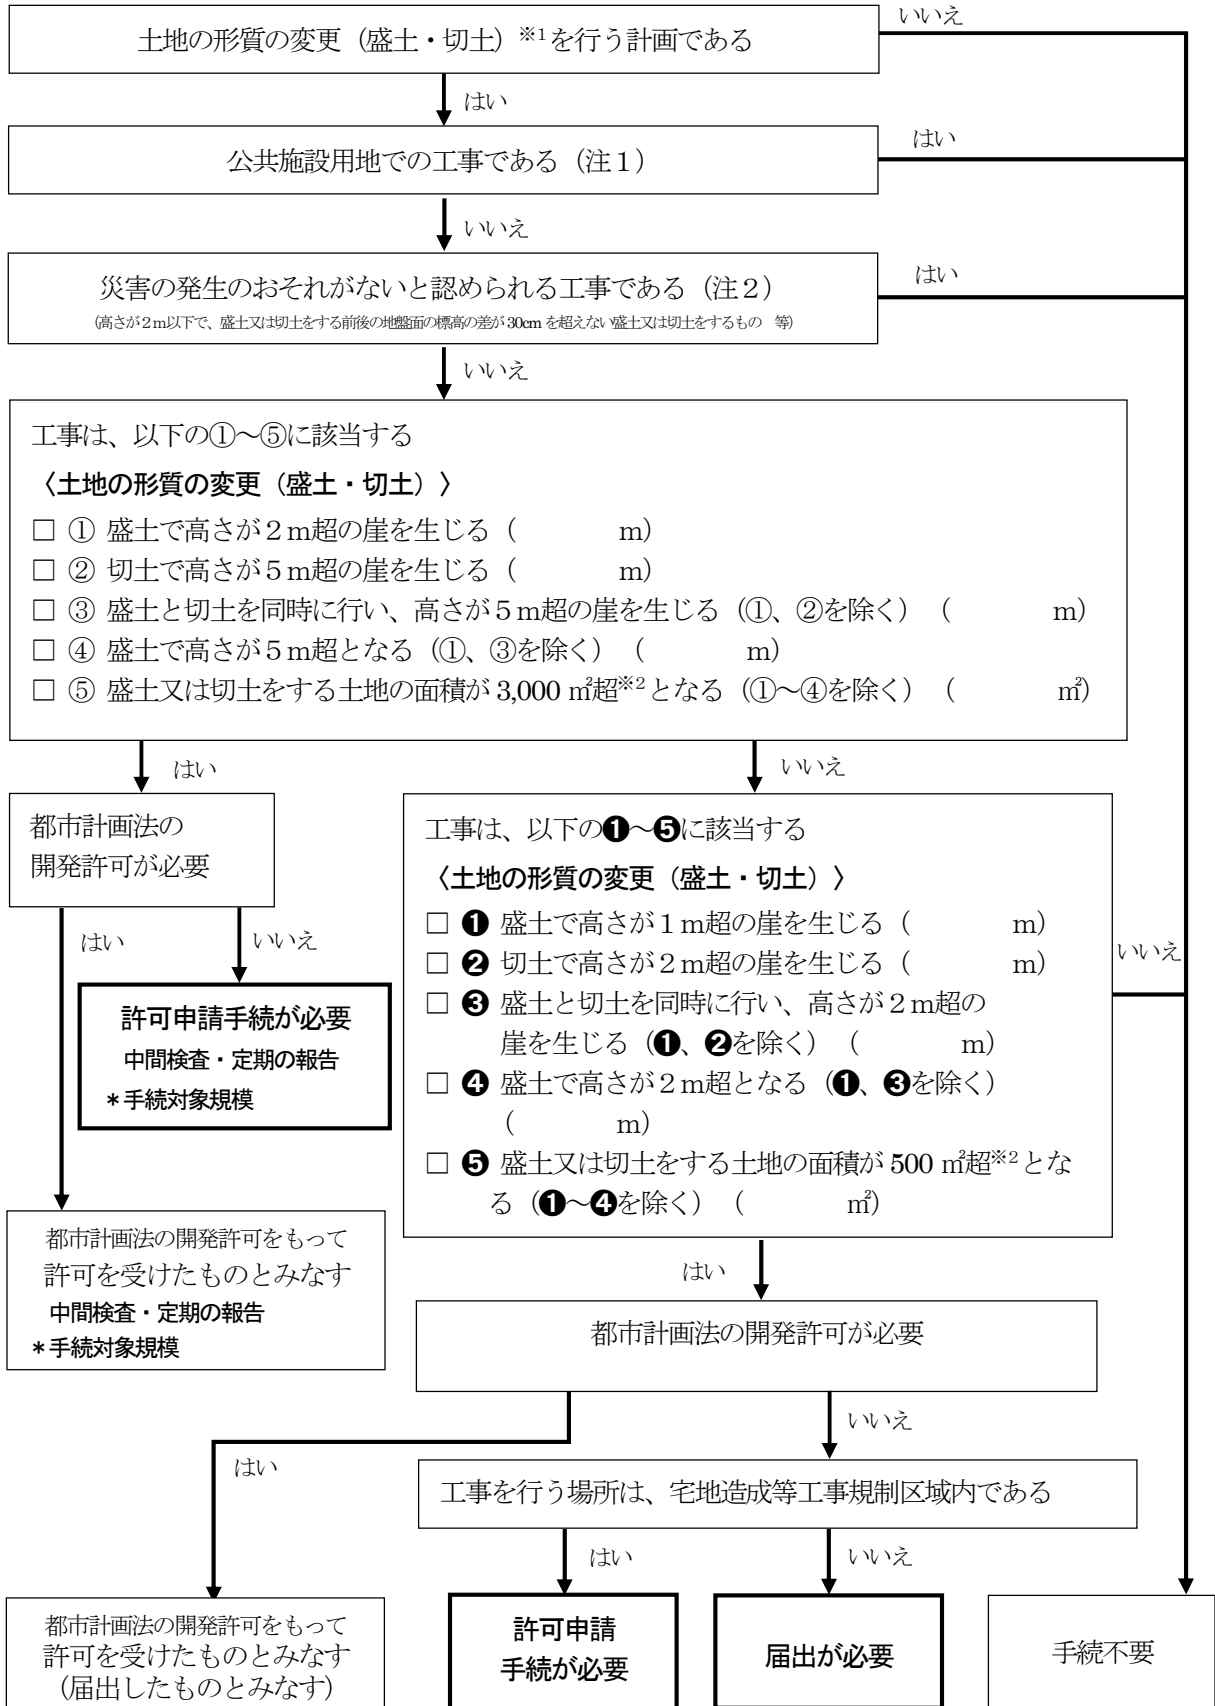 いいえ
土地の形質の変更（盛土・切土）※1を行う計画である
はい
公共施設用地での工事である（注１）
はい
いいえ
災害の発生のおそれがないと認められる工事である（注２）
（高さが２ｍ以下で、盛土又は切土をする前後の地盤面の標高の差が30cmを超えない盛土又は切土をするもの　等）
はい
いいえ
工事は、以下の①～⑤に該当する
〈土地の形質の変更（盛土・切土）〉
□ ① 盛土で高さが２ｍ超の崖を生じる（　　　　ｍ）
□ ② 切土で高さが５ｍ超の崖を生じる（　　　　ｍ）
□ ③ 盛土と切土を同時に行い、高さが５ｍ超の崖を生じる（①、②を除く）（　　　　ｍ）
□ ④ 盛土で高さが５ｍ超となる（①、③を除く）（　　　　ｍ）
□ ⑤ 盛土又は切土をする土地の面積が 3,000 ㎡超※2となる（①～④を除く）（　　　　㎡）
はい
いいえ
都市計画法の
開発許可が必要
はい
いいえ
許可申請手続が必要
中間検査・定期の報告
＊手続対象規模
都市計画法の開発許可をもって
許可を受けたものとみなす
中間検査・定期の報告
＊手続対象規模
工事は、以下の❶～❺に該当する
〈土地の形質の変更（盛土・切土）〉
□ ❶ 盛土で高さが１ｍ超の崖を生じる（　　　　ｍ）
□ ❷ 切土で高さが２ｍ超の崖を生じる（　　　　ｍ）
□ ❸ 盛土と切土を同時に行い、高さが２ｍ超の
崖を生じる（❶、❷を除く）（　　　　ｍ）
□ ❹ 盛土で高さが２ｍ超となる（❶、❸を除く）
（　　　　ｍ）
□ ❺ 盛土又は切土をする土地の面積が 500 ㎡超※2とな
る（❶～❹を除く）（　　　　㎡）
いいえ
はい
都市計画法の開発許可が必要
はい
いいえ
工事を行う場所は、宅地造成等工事規制区域内である
はい
いいえ
都市計画法の開発許可をもって
許可を受けたものとみなす
（届出したものとみなす）
許可申請
手続が必要
届出が必要
手続不要